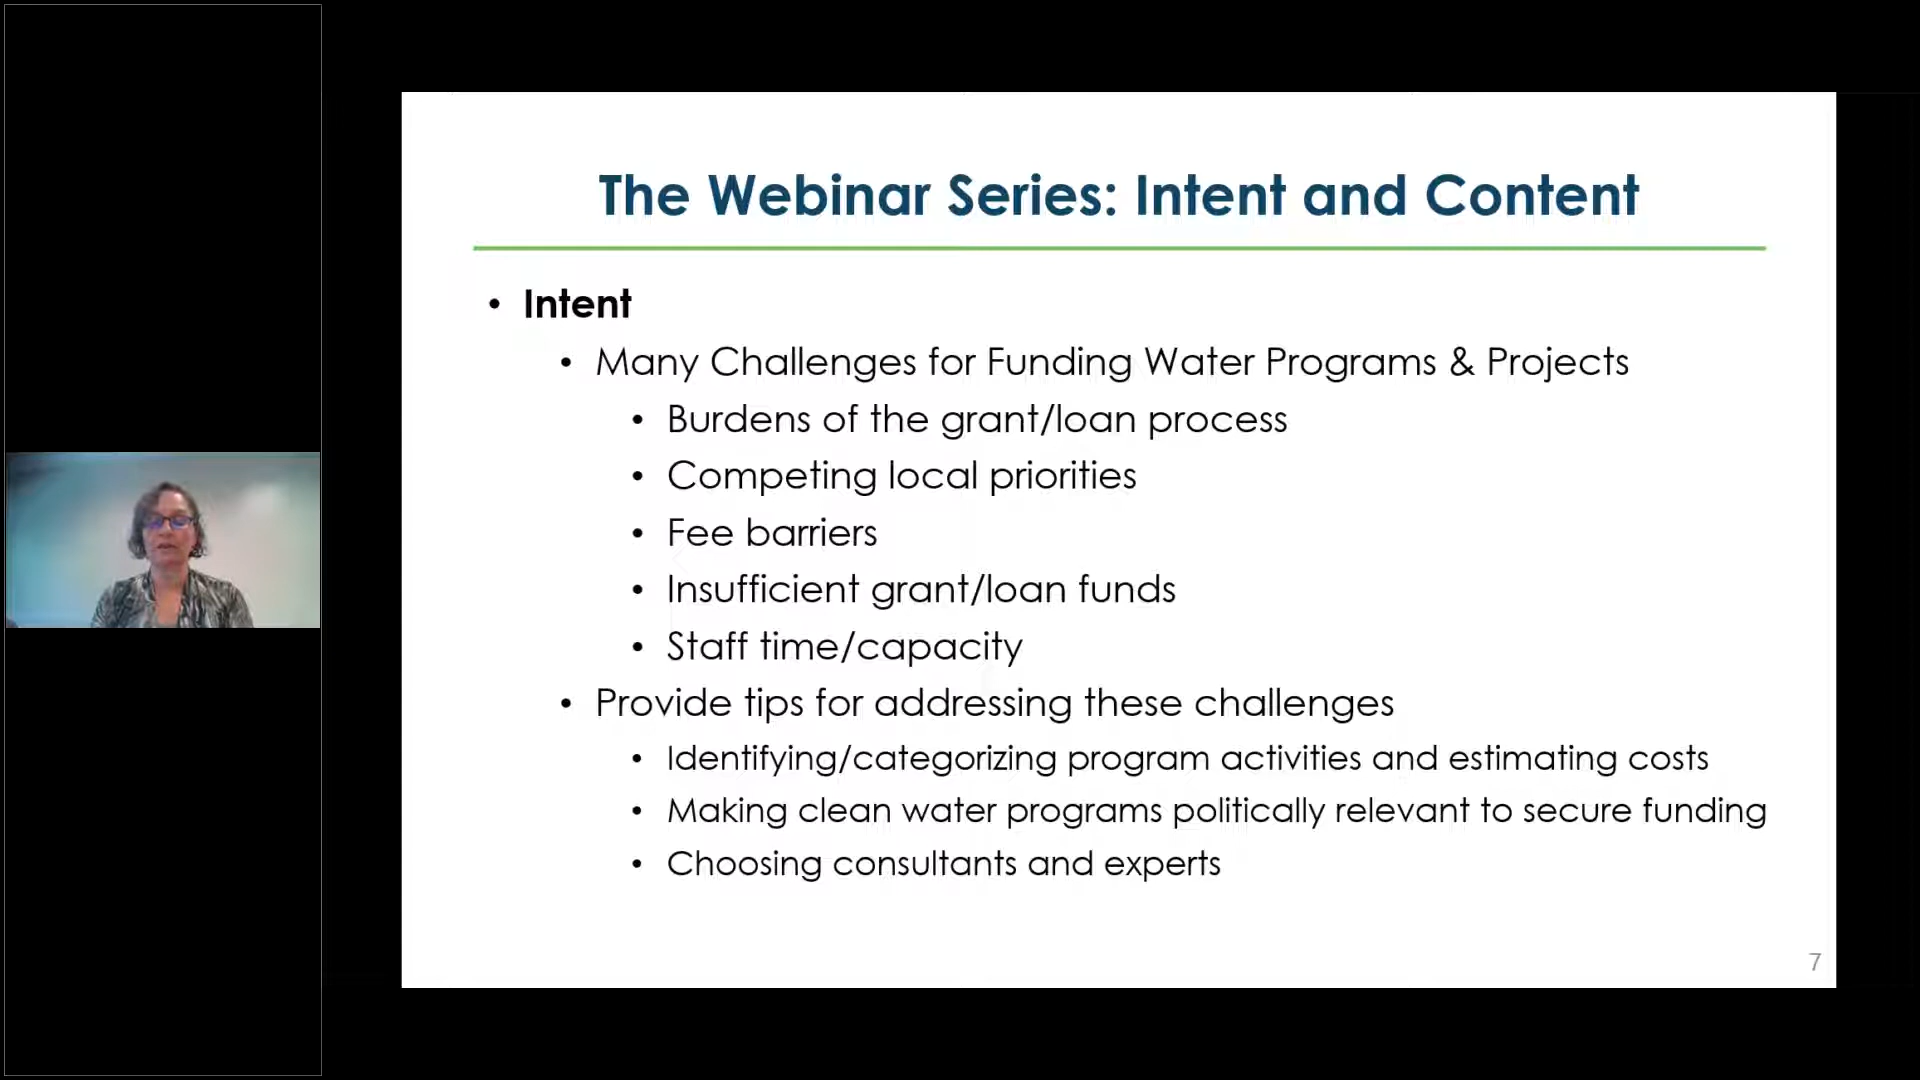 The Webinar Series: Intent and Content
• Intent
• Many Challenges for Funding Water Programs & Projects
• Burdens of the grant/loan process
• Competing local priorities
• Fee barriers
• Insufficient grant/loan funds
• Staff time/capacity
• Provide tips for addressing these challenges
• Identifying/categorizing program activities and estimating costs
• Making clean water programs politically relevant to secure funding
• Choosing consultants and experts
7